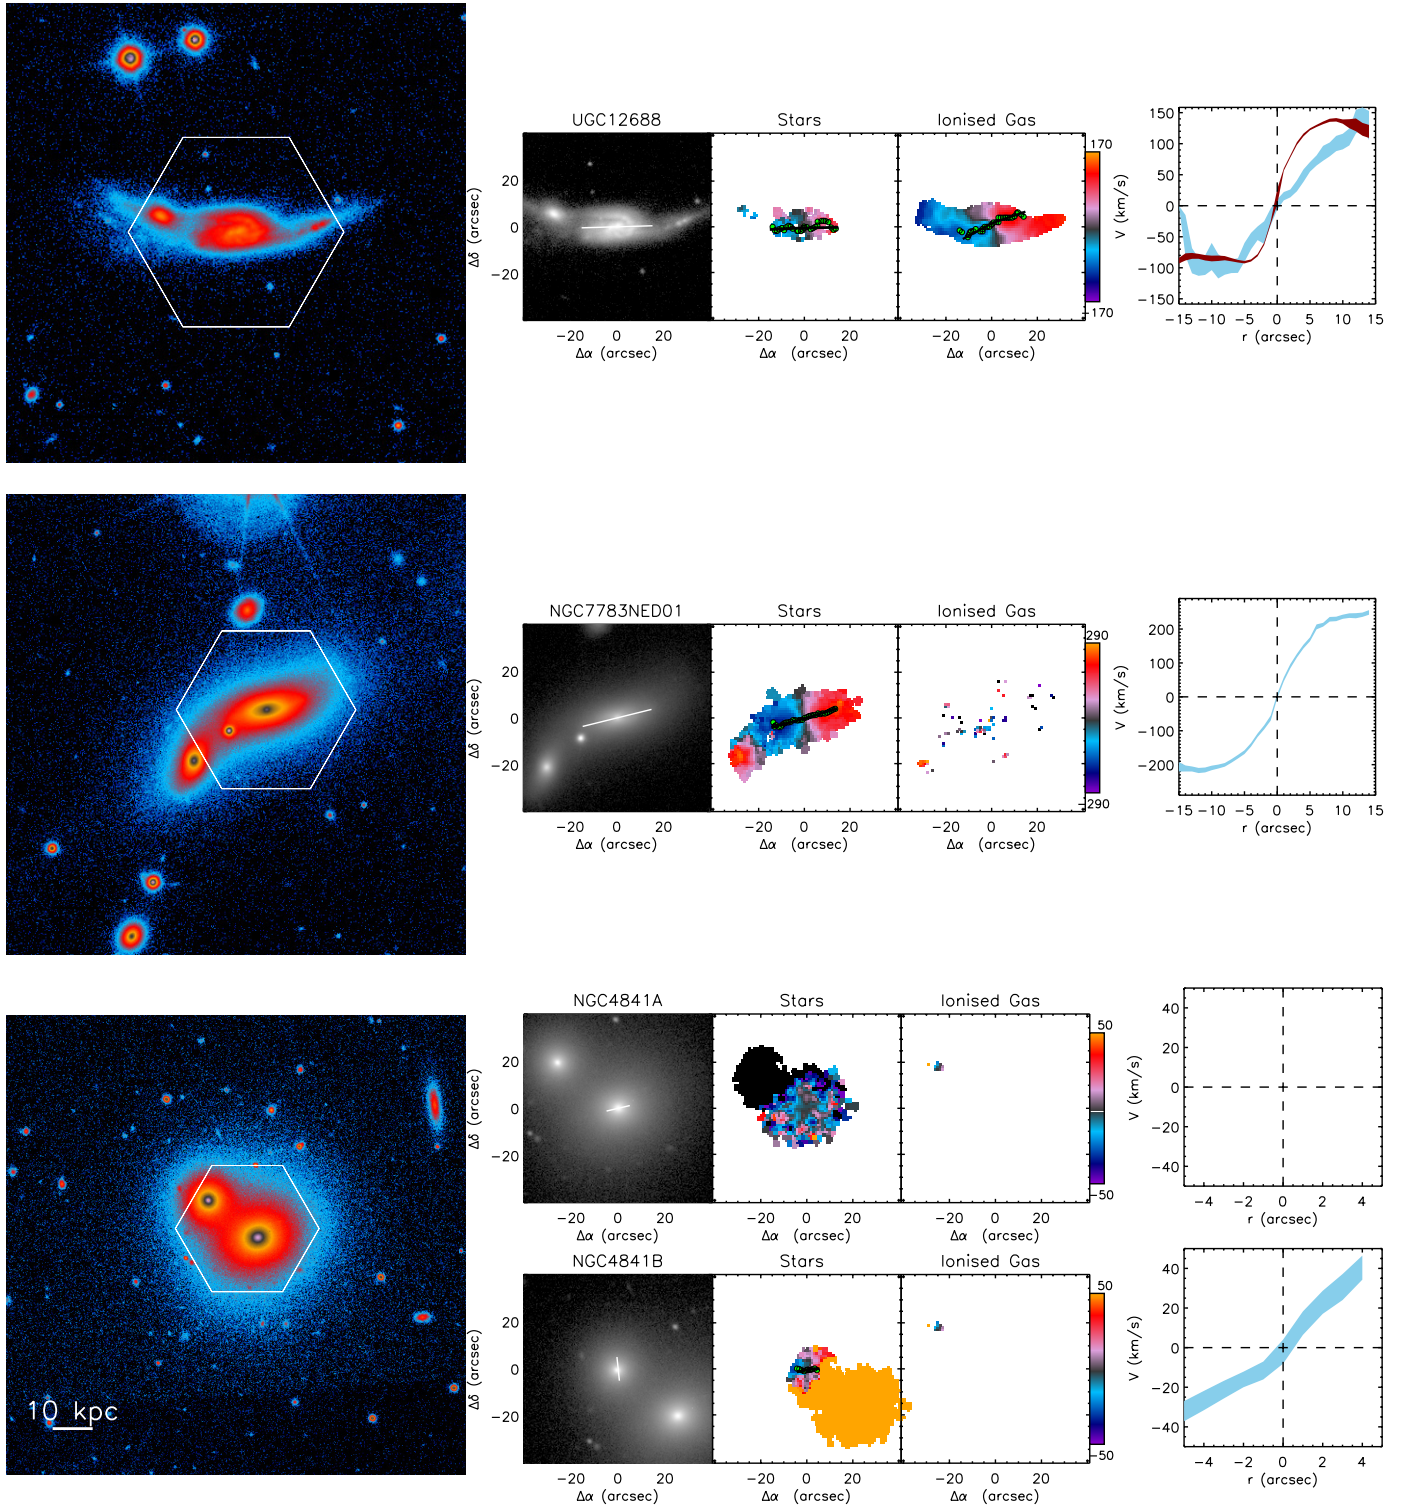 UGC12688 Stars Ionised Gas
20
0
−20
Δδ (arcsec)
−20 0 20
Δα (arcsec)
−20 0 20
Δα (arcsec)
−20 0 20
Δα (arcsec)
170
−170
V (km/s)
150
100
50
0
−50
−100
−150
−15 −10 −5 0 5 10 15
r (arcsec)
NGC7783NED01 Stars Ionised Gas
20
0
−20
Δδ (arcsec)
−20 0 20
Δα (arcsec)
−20 0 20
Δα (arcsec)
−20 0 20
Δα (arcsec)
290
−290
V (km/s)
200
100
0
−100
−200
−15 −10 −5 0 5 10 15
r (arcsec)
NGC4841A Stars Ionised Gas
20
0
−20
Δδ (arcsec)
−20 0 20
Δα (arcsec)
−20 0 20
Δα (arcsec)
−20 0 20
Δα (arcsec)
50
−50
V (km/s)
40
20
0
−20
−40
−4 −2 0 2 4
r (arcsec)
NGC4841B Stars Ionised Gas
20
0
−20
Δδ (arcsec)
−20 0 20
Δα (arcsec)
−20 0 20
Δα (arcsec)
−20 0 20
Δα (arcsec)
50
−50
V (km/s)
40
20
0
−20
−40
−4 −2 0 2 4
r (arcsec)
10 kpc